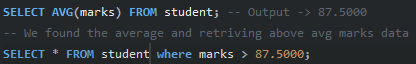 SELECT AVG(marks) FROM student; -- Output -> 87.5000
-- We found the average and retriving above avg marks data
SELECT * FROM student where marks > 87.5000;